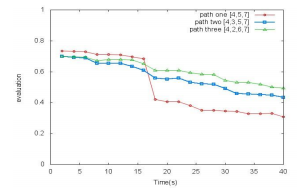 1
path one [4,5,7]
path two [4,3,5,7]
path three [4,2,6,7]
0.8
0.6
evaluation
0.4
0.2
0
0 5 10 15 20 25 30 35 40
Time(s)